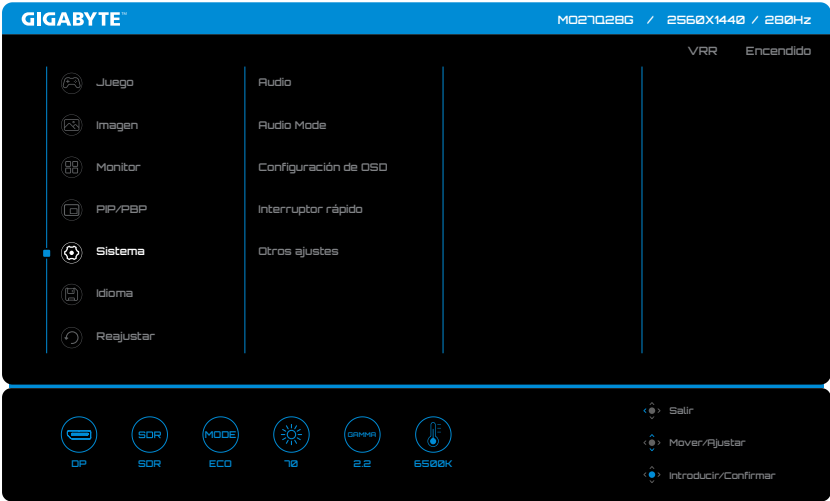 GIGABYTE™ MO27Q28G / 2560X1440 / 280Hz
VRR Encendido
Juego Audio
Imagen Audio Mode
Monitor Configuración de OSD
PIP/PBP Interruptor rápido
Sistema Otros ajustes
Idioma
Reajustar
SDR MODE GAMMA
DP SDR ECO 70 2.2 6500K
Salir
Mover/Ajustar
Introducir/Confirmar